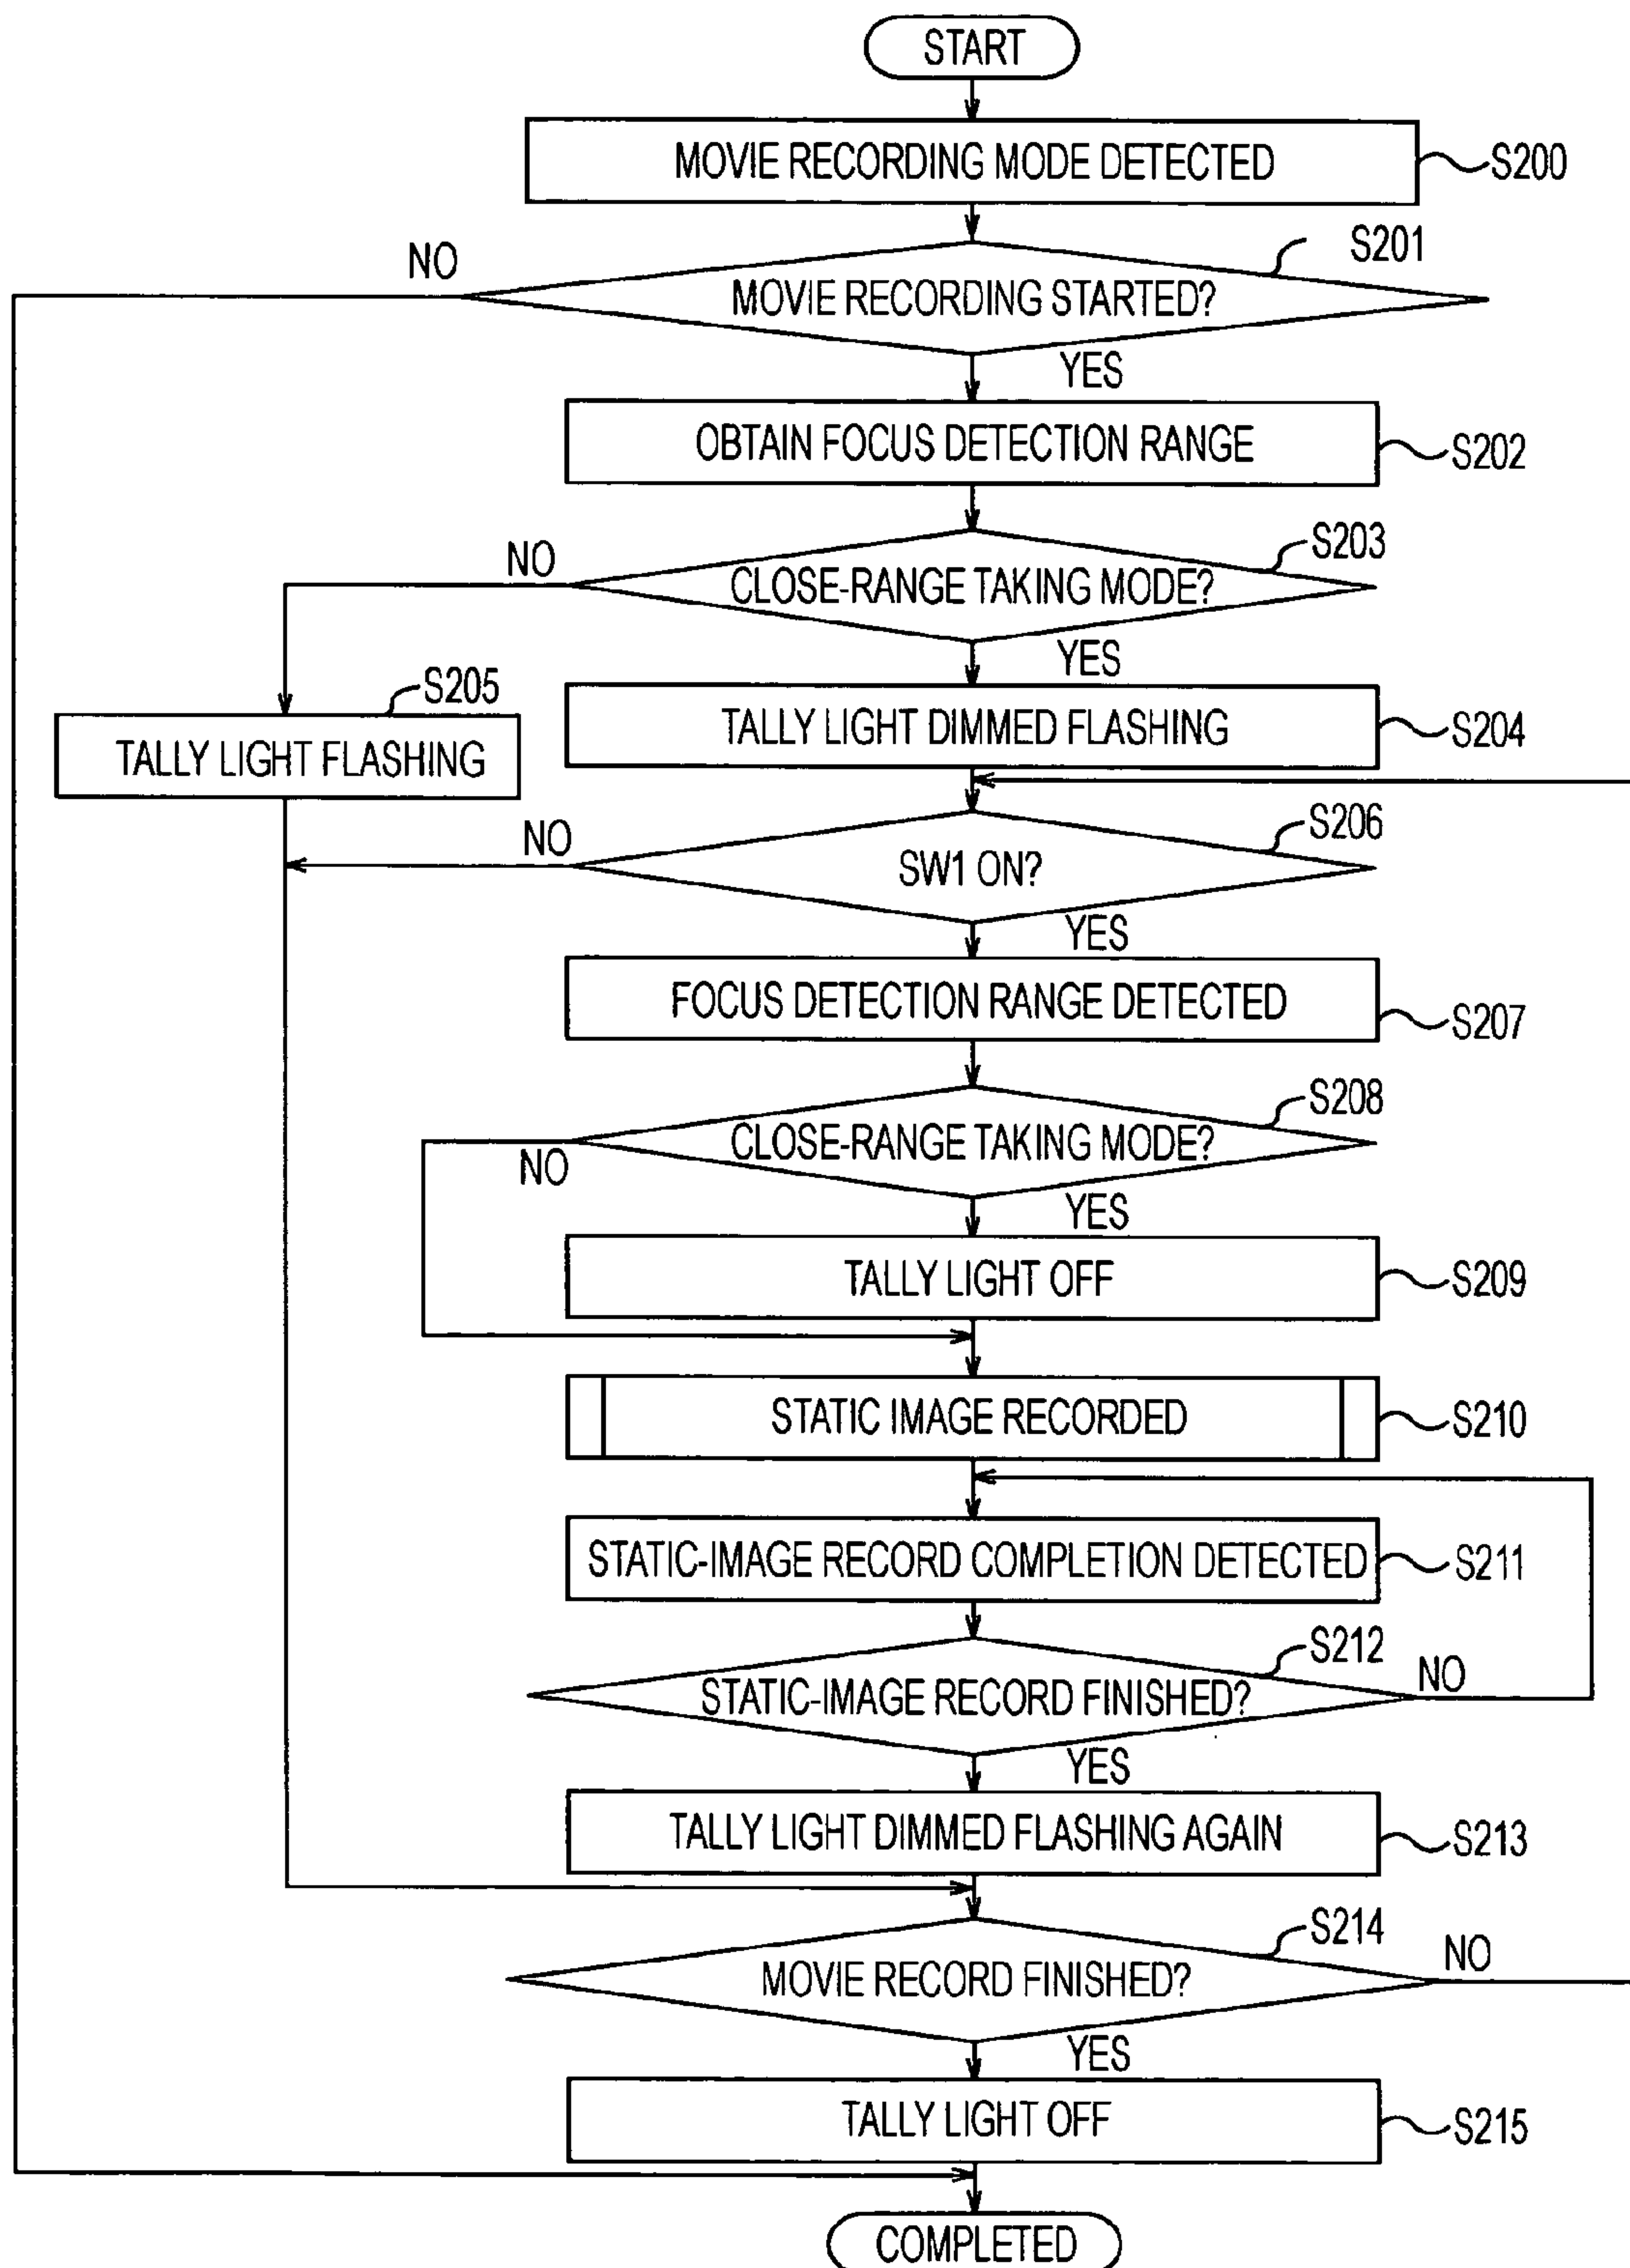 START
MOVIE RECORDING MODE DETECTED
S200
NO
S201
MOVIE RECORDING STARTED?
YES
OBTAIN FOCUS DETECTION RANGE
S202
NO
S203
CLOSE-RANGE TAKING MODE?
YES
S205
TALLY LIGHT FLASHING
TALLY LIGHT DIMMED FLASHING
S204
NO
S206
SW1 ON?
YES
FOCUS DETECTION RANGE DETECTED
S207
S208
CLOSE-RANGE TAKING MODE?
NO
YES
TALLY LIGHT OFF
S209
STATIC IMAGE RECORDED
S210
STATIC-IMAGE RECORD COMPLETION DETECTED
S211
S212
STATIC-IMAGE RECORD FINISHED?
NO
YES
TALLY LIGHT DIMMED FLASHING AGAIN
S213
S214
MOVIE RECORD FINISHED?
NO
YES
TALLY LIGHT OFF
S215
COMPLETED